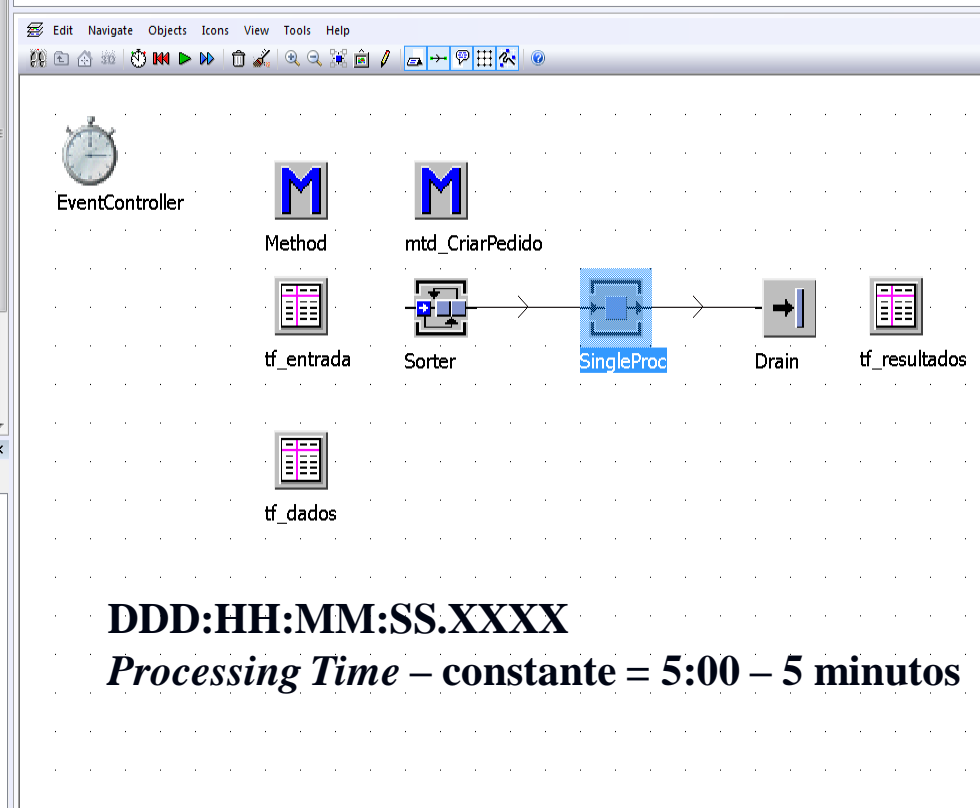 Edit Navigate Objects Icons View Tools Help
EventController
Method mtd_CriarPedido
tf_entrada Sorter SingleProc Drain tf_resultados
tf_dados
DDD:HH:MM:SS.XXXX
Processing Time – constante = 5:00 – 5 minutos